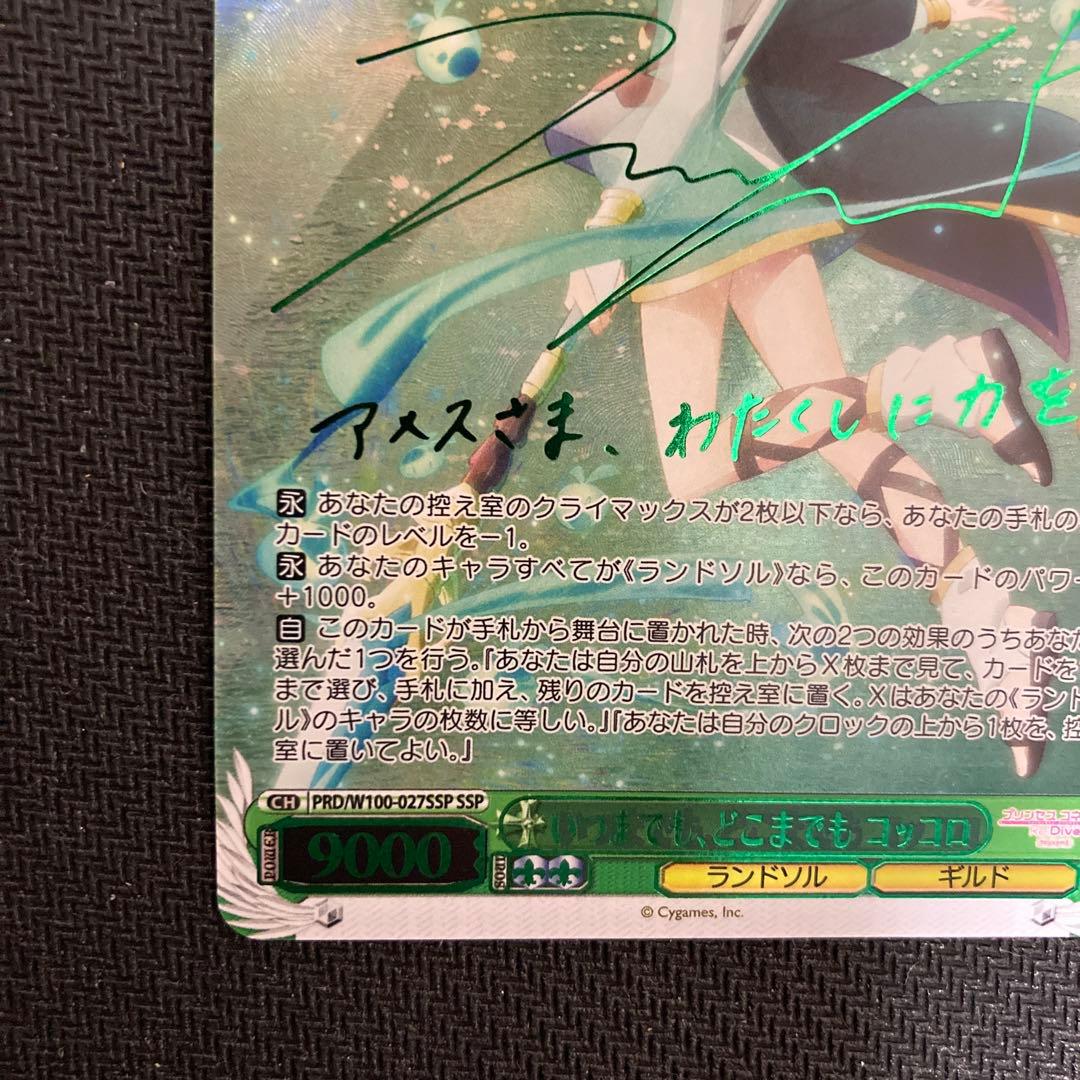 アメスさま、わたくしに力を
永 あなたの控え室のクライマックスが2枚以下なら、あなたの手札の
カードのレベルを－1。
永 あなたのキャラすべてが《ランドソル》なら、このカードのパワー
＋1000。
自 このカードが手札から舞台に置かれた時、次の2つの効果のうちあなた
選んだ1つを行う。『あなたは自分の山札を上からX枚まで見て、カードを
まで選び、手札に加え、残りのカードを控え室に置く。Xはあなたの《ランド
ル》のキャラの枚数に等しい。』『あなたは自分のクロックの上から1枚を、控
室に置いてよい。』
CH PRD/W100-027SSP SSP
いつまでも、どこまでも コッコロ
プリンセス コネ
Re:Dive
POWER 9000 SOUL ランドソル ギルド
© Cygames, Inc.